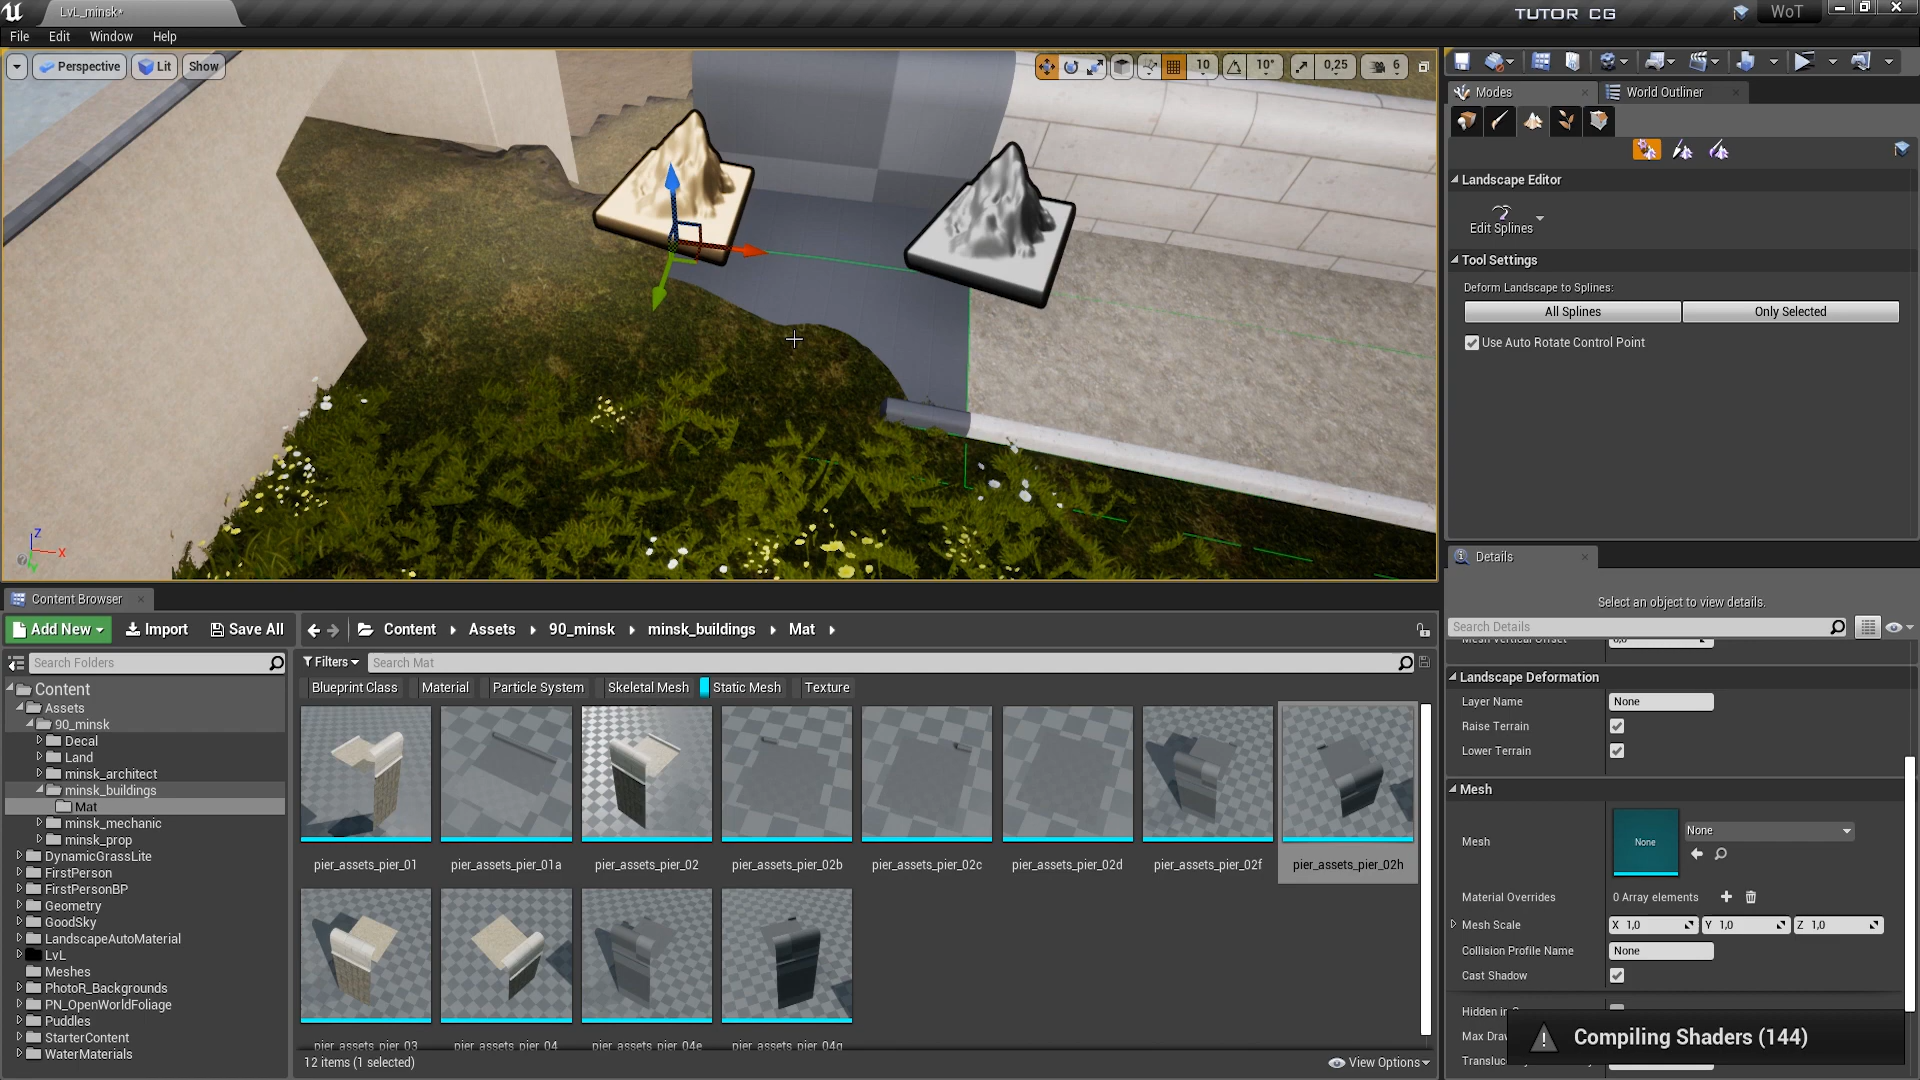 LvL_minsk*
TUTOR CG
WoT
File Edit Window Help
Perspective Lit Show
10 10° 0,25 6
Modes World Outliner
Landscape Editor
Edit Splines
Tool Settings
Deform Landscape to Splines:
All Splines Only Selected
Use Auto Rotate Control Point
Z
X
Y
Details
Select an object to view details.
Search Details
Landscape Deformation
Layer Name None
Raise Terrain
Lower Terrain
Mesh
Mesh None None
Material Overrides 0 Array elements
Mesh Scale X 1,0 Y 1,0 Z 1,0
Collision Profile Name None
Cast Shadow
Compiling Shaders (144)
Content Browser
Add New Import Save All Content Assets 90_minsk minsk_buildings Mat
Search Folders
Filters Search Mat
Blueprint Class Material Particle System Skeletal Mesh Static Mesh Texture
Content
Assets
90_minsk
Decal
Land
minsk_architect
minsk_buildings
Mat
minsk_mechanic
minsk_prop
DynamicGrassLite
FirstPerson
FirstPersonBP
Geometry
GoodSky
LandscapeAutoMaterial
LvL
Meshes
PhotoR_Backgrounds
PN_OpenWorldFoliage
Puddles
StarterContent
WaterMaterials
pier_assets_pier_01 pier_assets_pier_01a pier_assets_pier_02 pier_assets_pier_02b pier_assets_pier_02c pier_assets_pier_02d pier_assets_pier_02f pier_assets_pier_02h
pier_assets_pier_03 pier_assets_pier_04 pier_assets_pier_04e pier_assets_pier_04g
12 items (1 selected)
View Options